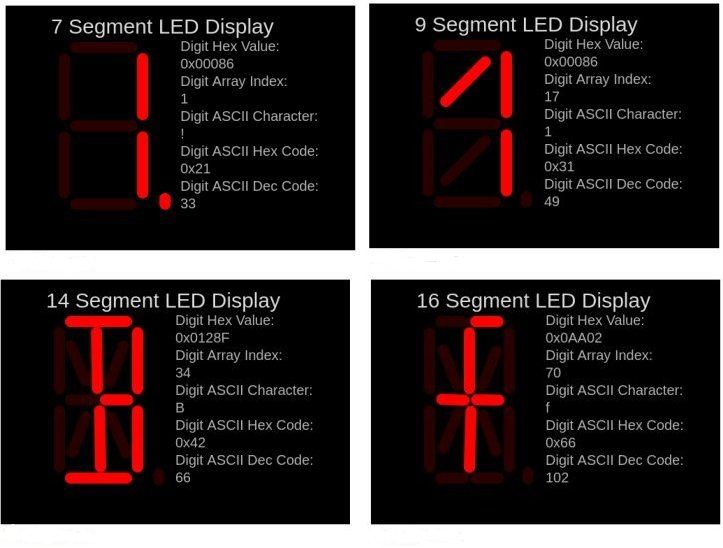 7 Segment LED Display
Digit Hex Value:
0x00086
Digit Array Index:
1
Digit ASCII Character:
!
Digit ASCII Hex Code:
0x21
Digit ASCII Dec Code:
33
9 Segment LED Display
Digit Hex Value:
0x00086
Digit Array Index:
17
Digit ASCII Character:
1
Digit ASCII Hex Code:
0x31
Digit ASCII Dec Code:
49
14 Segment LED Display
Digit Hex Value:
0x0128F
Digit Array Index:
34
Digit ASCII Character:
B
Digit ASCII Hex Code:
0x42
Digit ASCII Dec Code:
66
16 Segment LED Display
Digit Hex Value:
0x0AA02
Digit Array Index:
70
Digit ASCII Character:
f
Digit ASCII Hex Code:
0x66
Digit ASCII Dec Code:
102